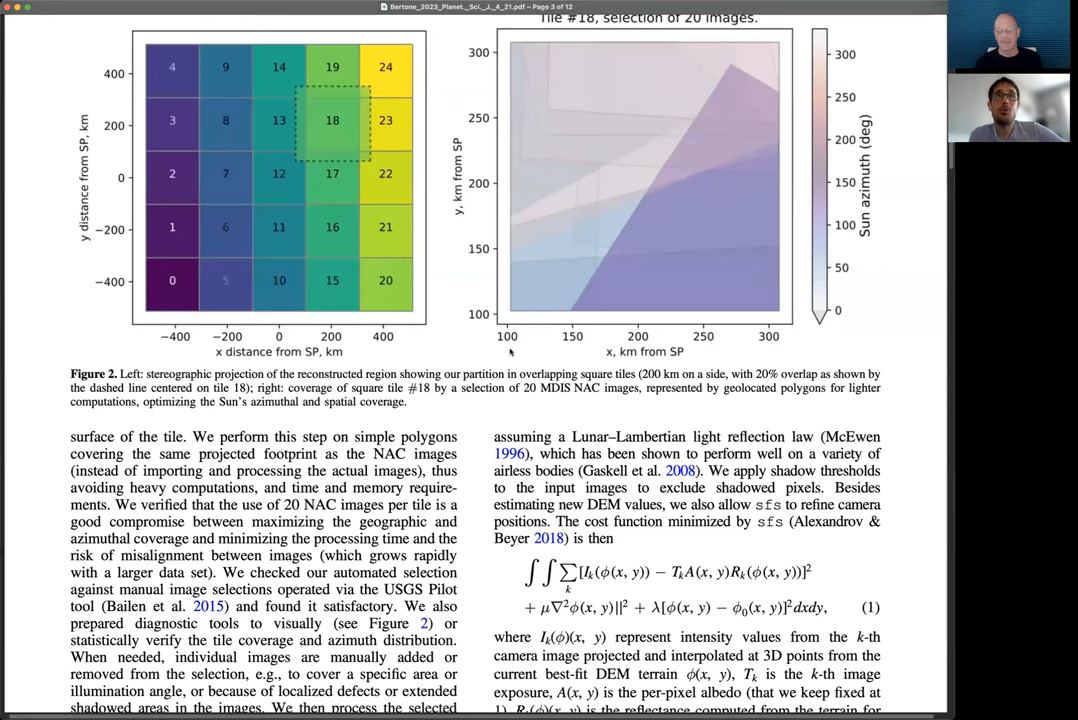 Bertone_2023_Planet._Sci._J._4_21.pdf – Page 3 of 12
Tile #18, selection of 20 images.
y distance from SP, km
400
200
0
−200
−400
4 9 14 19 24
3 8 13 18 23
2 7 12 17 22
1 6 11 16 21
0 5 10 15 20
−400 −200 0 200 400
x distance from SP, km
y, km from SP
300
250
200
150
100
100 150 200 250 300
x, km from SP
300
250
200
150
100
50
0
Sun azimuth (deg)
Figure 2. Left: stereographic projection of the reconstructed region showing our partition in overlapping square tiles (200 km on a side, with 20% overlap as shown by
the dashed line centered on tile 18); right: coverage of square tile #18 by a selection of 20 MDIS NAC images, represented by geolocated polygons for lighter
computations, optimizing the Sun's azimuthal and spatial coverage.
surface of the tile. We perform this step on simple polygons
covering the same projected footprint as the NAC images
(instead of importing and processing the actual images), thus
avoiding heavy computations, and time and memory require-
ments. We verified that the use of 20 NAC images per tile is a
good compromise between maximizing the geographic and
azimuthal coverage and minimizing the processing time and the
risk of misalignment between images (which grows rapidly
with a larger data set). We checked our automated selection
against manual image selections operated via the USGS Pilot
tool (Bailen et al. 2015) and found it satisfactory. We also
prepared diagnostic tools to visually (see Figure 2) or
statistically verify the tile coverage and azimuth distribution.
When needed, individual images are manually added or
removed from the selection, e.g., to cover a specific area or
illumination angle, or because of localized defects or extended
shadowed areas in the images. We then process the selected
assuming a Lunar–Lambertian light reflection law (McEwen
1996), which has been shown to perform well on a variety of
airless bodies (Gaskell et al. 2008). We apply shadow thresholds
to the input images to exclude shadowed pixels. Besides
estimating new DEM values, we also allow sfs to refine camera
positions. The cost function minimized by sfs (Alexandrov &
Beyer 2018) is then
∫∫∑[Iₖ(ϕ(x, y)) − TₖA(x, y)Rₖ(ϕ(x, y))]²
k
+ μ∇²ϕ(x, y)||² + λ[ϕ(x, y) − ϕ₀(x, y)]²dxdy, (1)
where Iₖ(ϕ)(x, y) represent intensity values from the k-th
camera image projected and interpolated at 3D points from the
current best-fit DEM terrain ϕ(x, y), Tₖ is the k-th image
exposure, A(x, y) is the per-pixel albedo (that we keep fixed at
1), Rₖ(ϕ)(x, y) is the reflectance computed from the terrain for